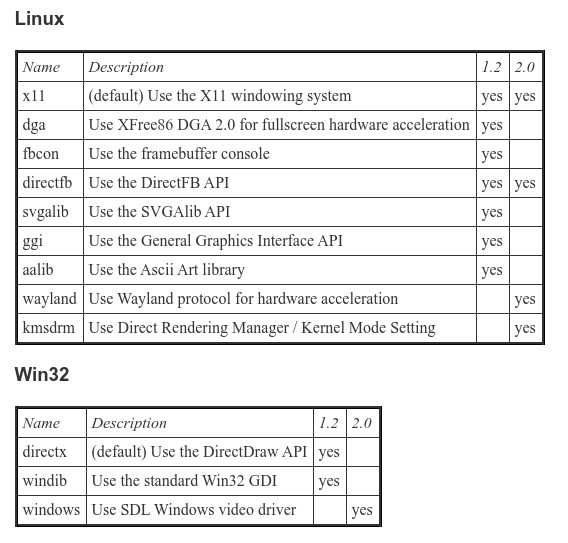 Linux
Name Description 1.2 2.0
x11 (default) Use the X11 windowing system yes yes
dga Use XFree86 DGA 2.0 for fullscreen hardware acceleration yes
fbcon Use the framebuffer console yes
directfb Use the DirectFB API yes yes
svgalib Use the SVGAlib API yes
ggi Use the General Graphics Interface API yes
aalib Use the Ascii Art library yes
wayland Use Wayland protocol for hardware acceleration yes
kmsdrm Use Direct Rendering Manager / Kernel Mode Setting yes
Win32
Name Description 1.2 2.0
directx (default) Use the DirectDraw API yes
windib Use the standard Win32 GDI yes
windows Use SDL Windows video driver yes